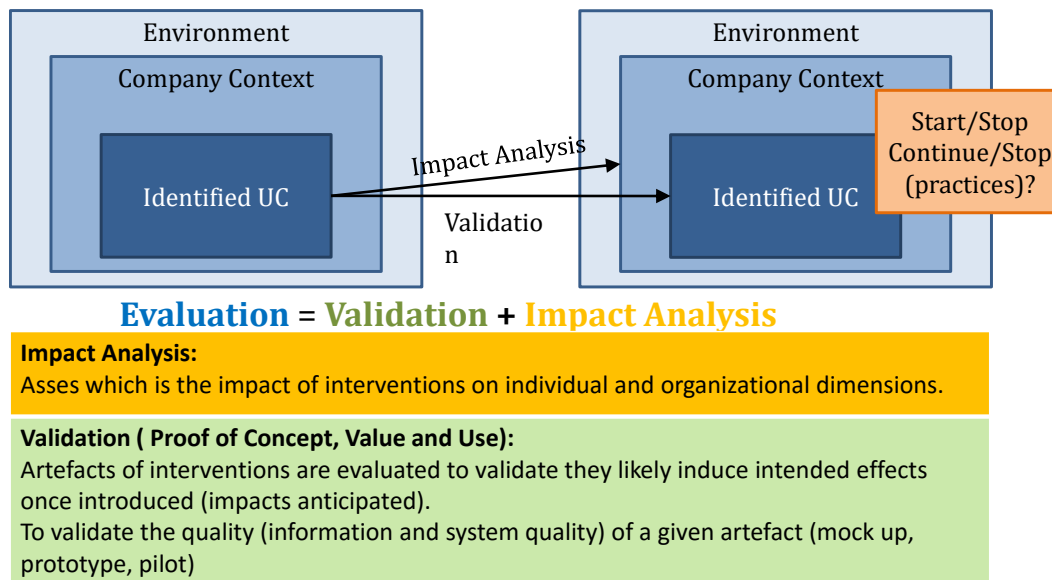 Environment
Company Context
Identified UC
Impact Analysis
Validatio
n
Environment
Company Context
Identified UC
Start/Stop
Continue/Stop
(practices)?
Evaluation = Validation + Impact Analysis
Impact Analysis:
Asses which is the impact of interventions on individual and organizational dimensions.
Validation ( Proof of Concept, Value and Use):
Artefacts of interventions are evaluated to validate they likely induce intended effects
once introduced (impacts anticipated).
To validate the quality (information and system quality) of a given artefact (mock up,
prototype, pilot)